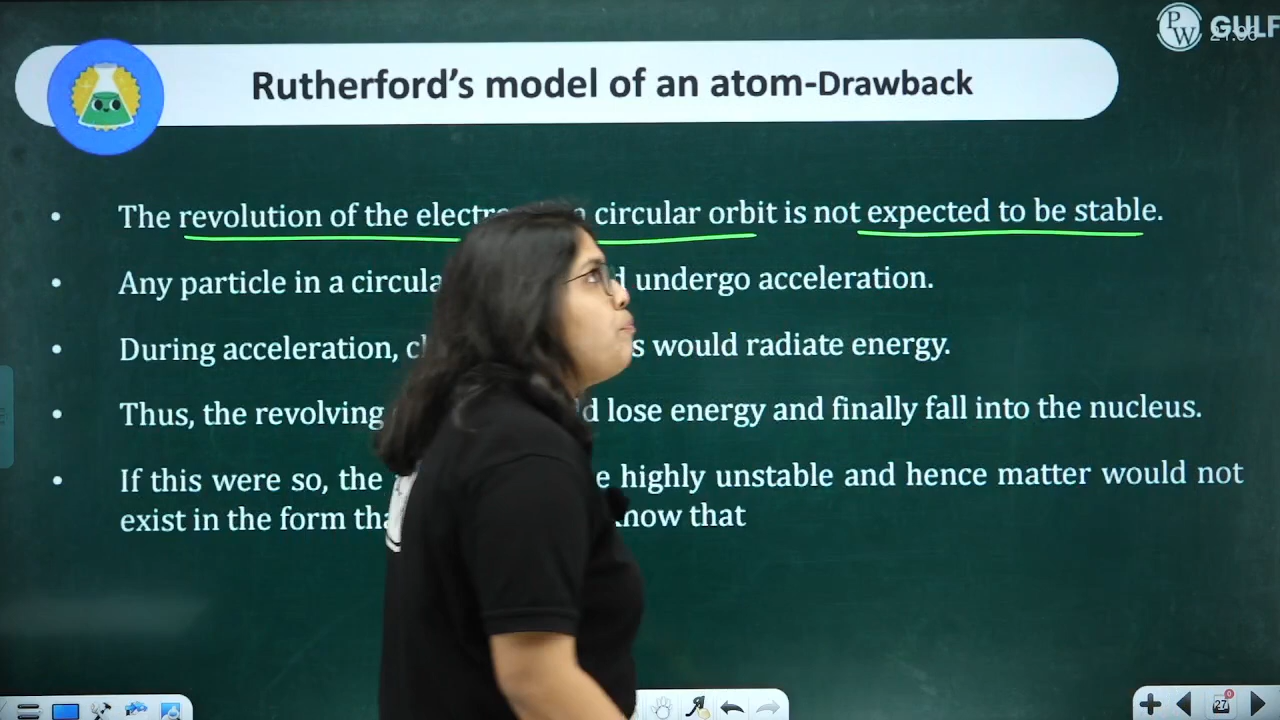 PW GULF
Rutherford's model of an atom-Drawback
• The revolution of the circular orbit is not expected to be stable.
• Any particle in a undergo acceleration.
• During acceleration, would radiate energy.
• Thus, the revolving lose energy and finally fall into the nucleus.
• If this were so, the highly unstable and hence matter would not
exist in the form that
27